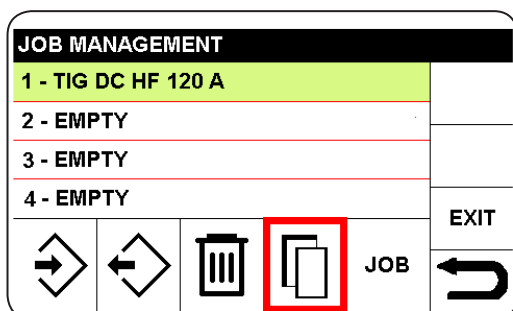 JOB MANAGEMENT
1 - TIG DC HF 120 A
2 - EMPTY
3 - EMPTY
4 - EMPTY
EXIT
JOB